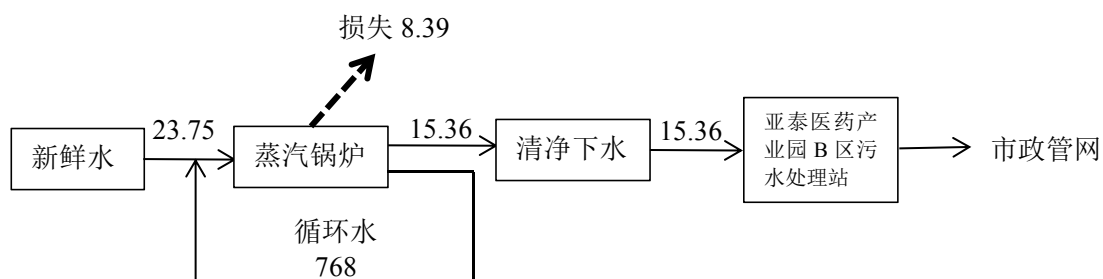 损失 8.39
新鲜水
23.75
蒸汽锅炉
15.36
清净下水
15.36
亚泰医药产
业园 B 区污
水处理站
市政管网
循环水
768